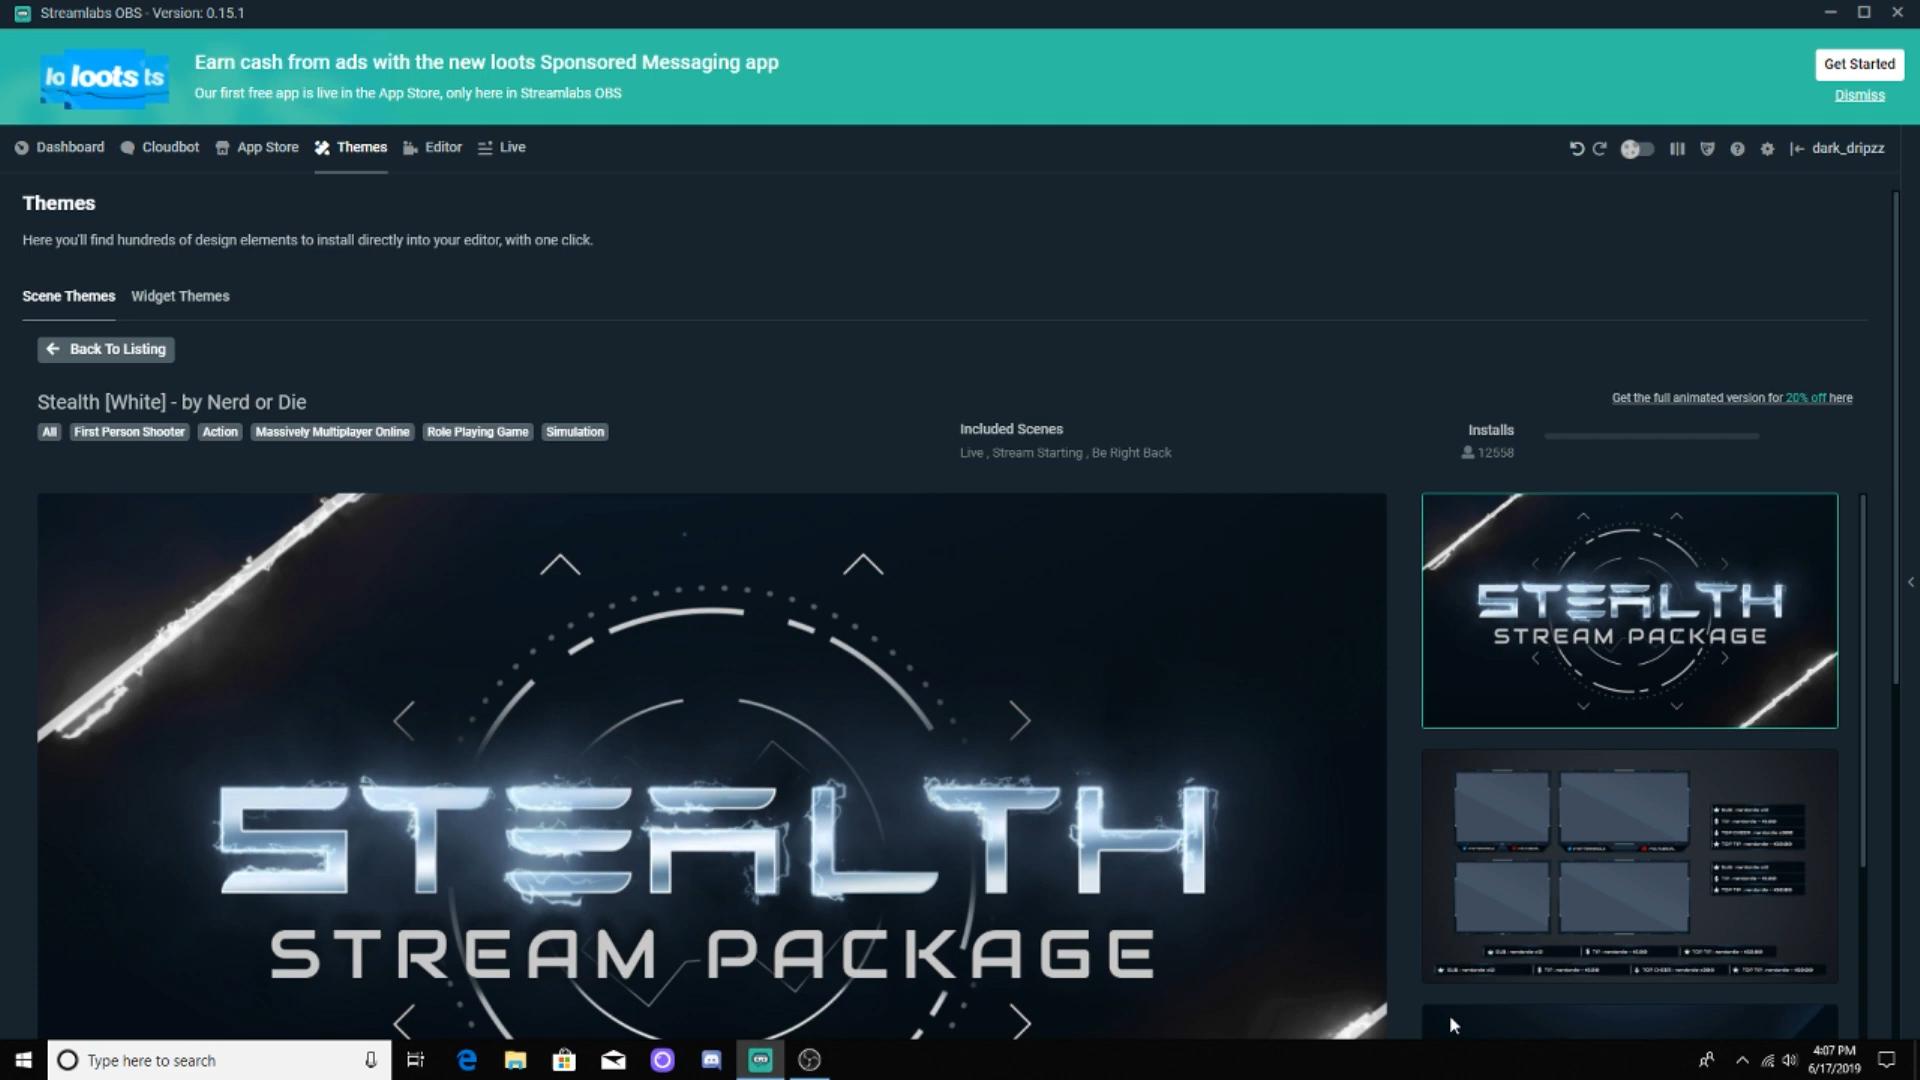 Streamlabs OBS - Version: 0.15.1
lo loots ts
Earn cash from ads with the new loots Sponsored Messaging app
Our first free app is live in the App Store, only here in Streamlabs OBS
Get Started
Dismiss
Dashboard Cloudbot App Store Themes Editor Live
dark_dripzz
Themes
Here you'll find hundreds of design elements to install directly into your editor, with one click.
Scene Themes Widget Themes
Back To Listing
Stealth [White] - by Nerd or Die
Get the full animated version for 20% off here
All First Person Shooter Action Massively Multiplayer Online Role Playing Game Simulation
Included Scenes
Live , Stream Starting , Be Right Back
Installs
12558
STEALTH
STREAM PACKAGE
STEALTH
STREAM PACKAGE
Type here to search
4:07 PM
6/17/2019